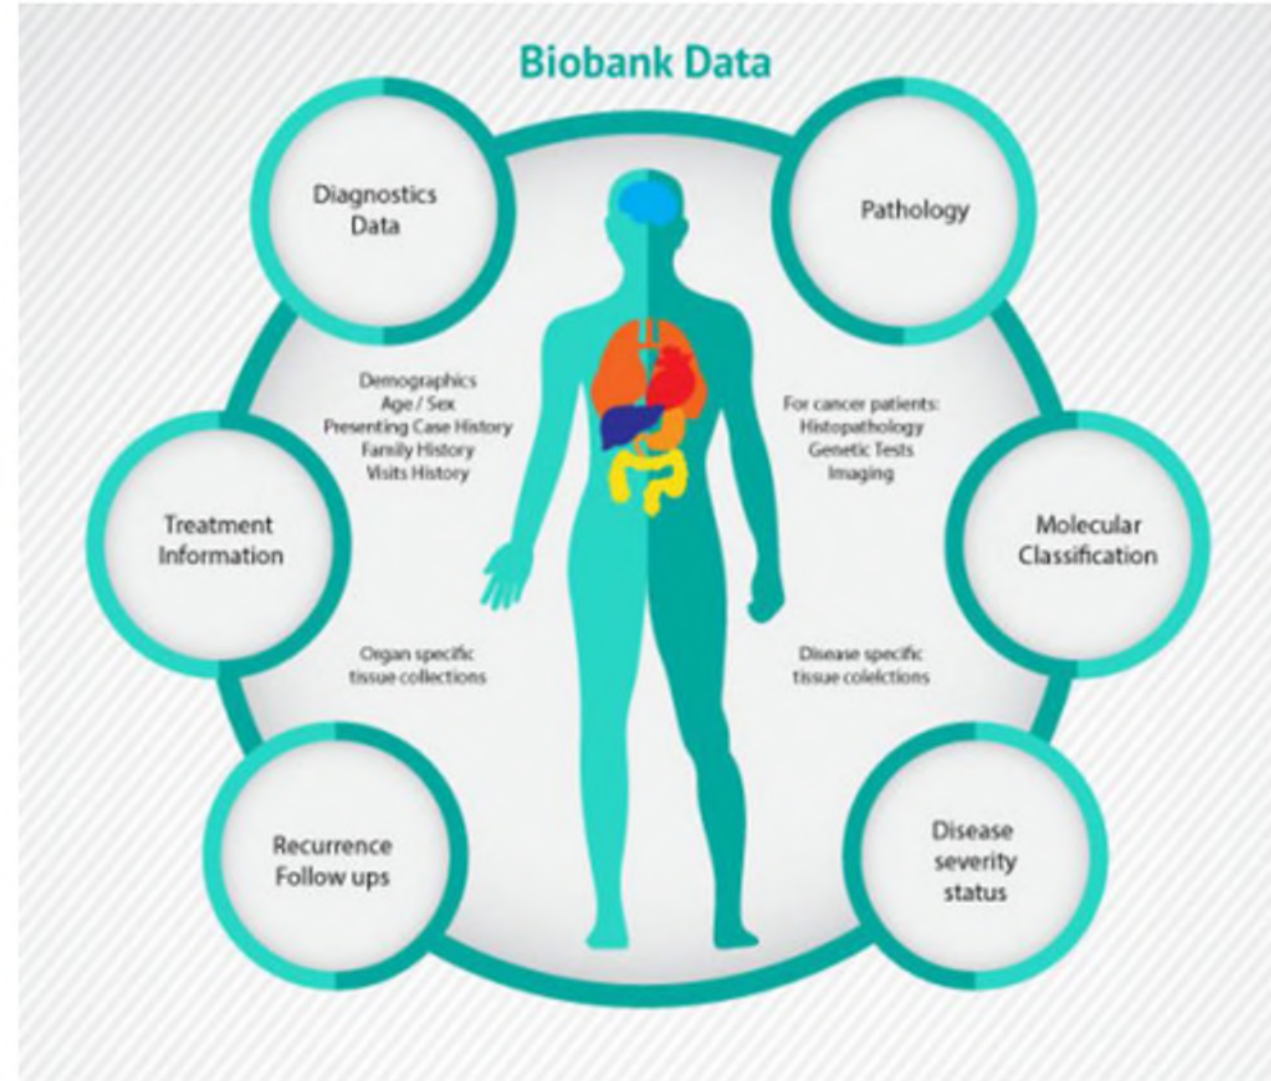 Biobank Data
Diagnostics
Data
Pathology
Demographics
Age / Sex
Presenting Case History
Family History
Visits History
For cancer patients:
Histopathology
Genetic Tests
Imaging
Treatment
Information
Molecular
Classification
Organ specific
tissue collections
Disease specific
tissue colelctions
Recurrence
Follow ups
Disease
severity
status